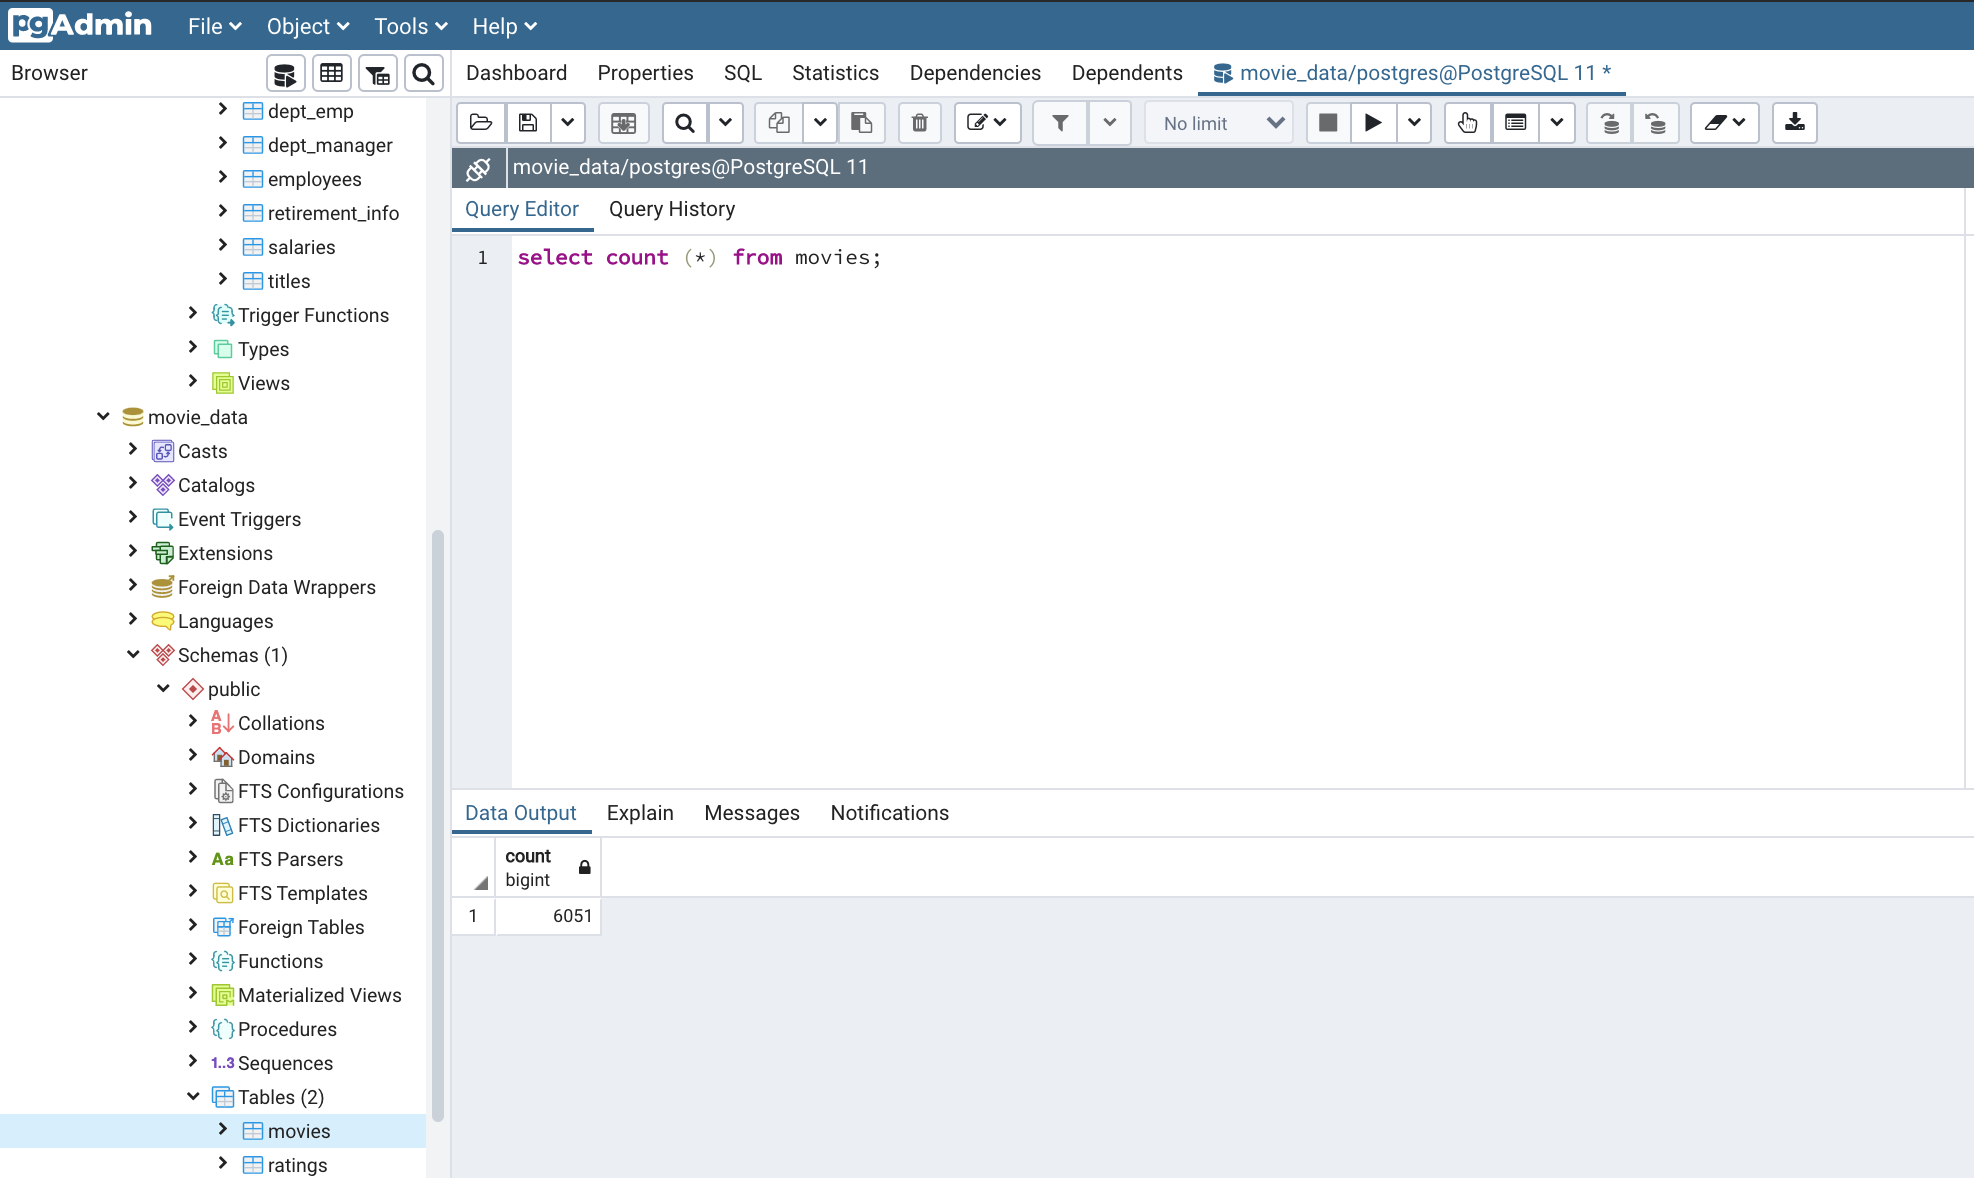 pgAdmin File Object Tools Help
Browser
Dashboard Properties SQL Statistics Dependencies Dependents movie_data/postgres@PostgreSQL 11 *
No limit
movie_data/postgres@PostgreSQL 11
Query Editor Query History
1 select count (*) from movies;
dept_emp
dept_manager
employees
retirement_info
salaries
titles
Trigger Functions
Types
Views
movie_data
Casts
Catalogs
Event Triggers
Extensions
Foreign Data Wrappers
Languages
Schemas (1)
public
Collations
Domains
FTS Configurations
FTS Dictionaries
Aa FTS Parsers
FTS Templates
Foreign Tables
Functions
Materialized Views
Procedures
1..3 Sequences
Tables (2)
movies
ratings
Data Output Explain Messages Notifications
count
bigint
1 6051